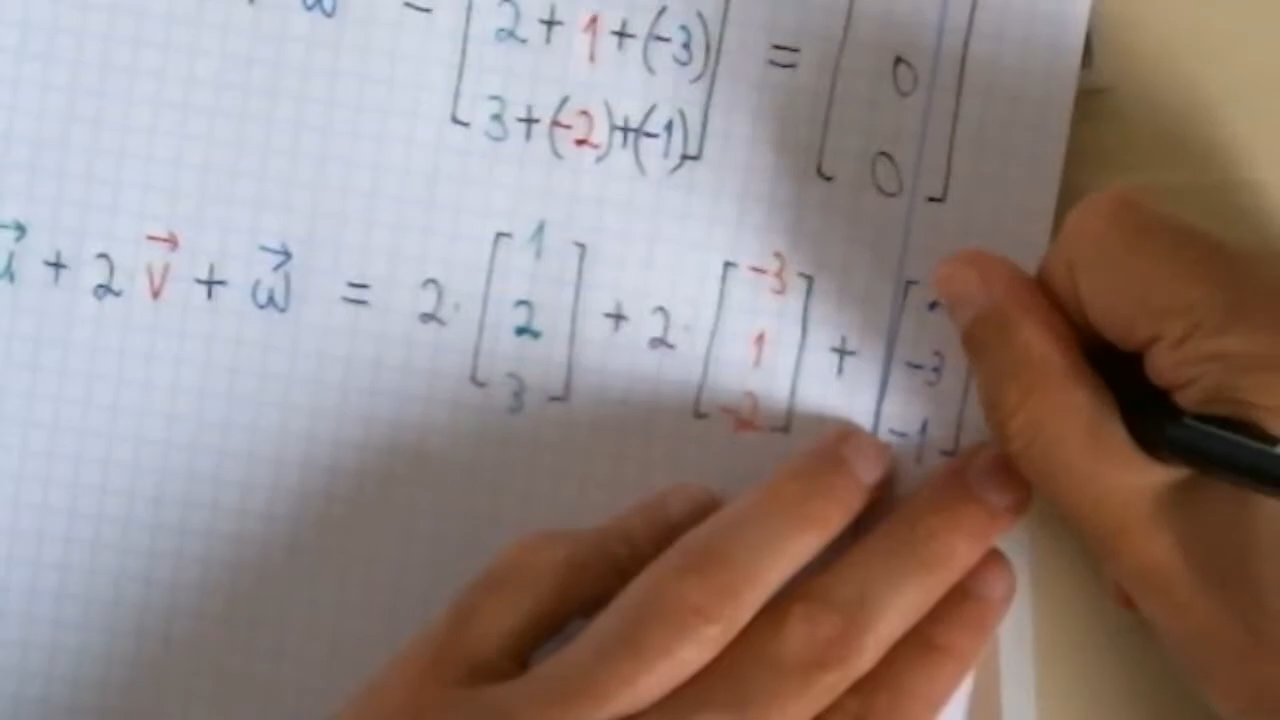 2+1+(-3) = 0
3+(-2)+(-1) 0
u⃗ + 2 v⃗ + w⃗ = 2· [1 2 3] + 2· [-3 1 -2] + [-3 -1]